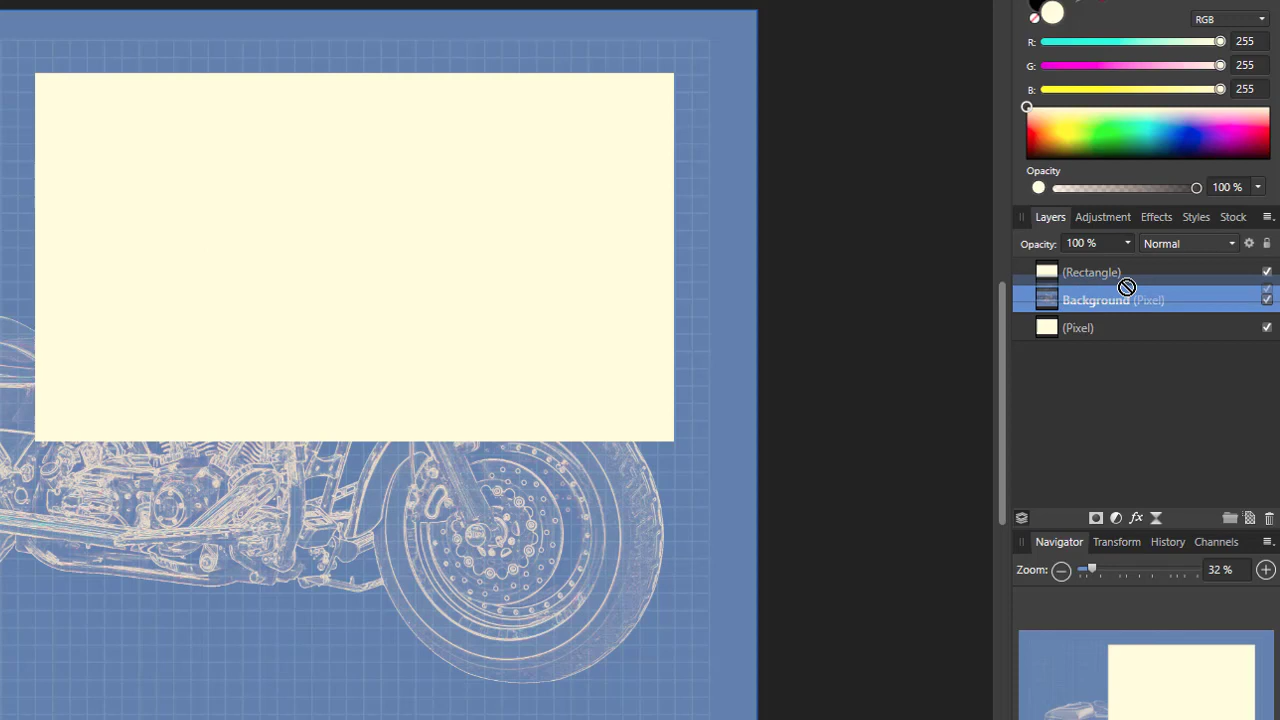 RGB
R: 255
G: 255
B: 255
Opacity
100 %
Layers Adjustment Effects Styles Stock
Opacity: 100 % Normal
(Rectangle)
Background (Pixel)
(Pixel)
fx
Navigator Transform History Channels
Zoom: 32 %